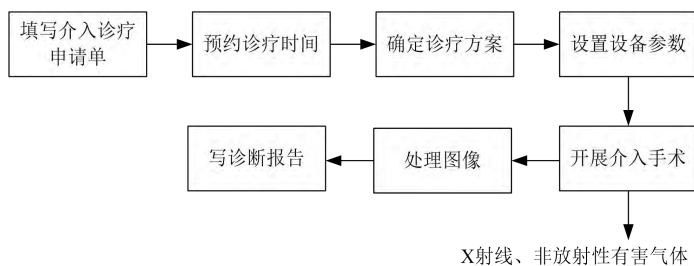 填写介入诊疗
申请单
预约诊疗时间
确定诊疗方案
设置设备参数
写诊断报告
处理图像
开展介入手术
X射线、非放射性有害气体